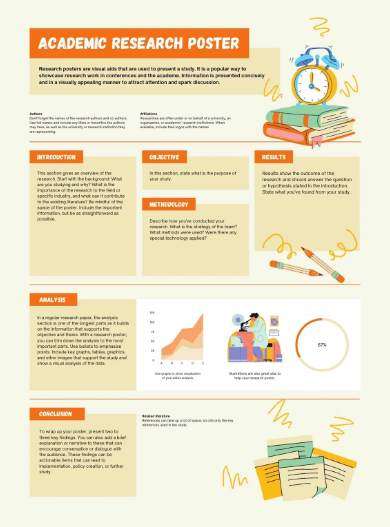 ACADEMIC RESEARCH POSTER
Research posters are visual aids that are used to present a study. It is a popular way to
showcase research work in conferences and the academe. Information is presented concisely
and in a visually appealing manner to attract attention and spark discussion.
Authors
Don't forget the names of the research authors and co-authors.
Use full names and include any titles or honorifics the authors
may have, as well as the university or research institution they
are representing.
Affiliations
Researches are often under or on behalf of a university, an
organization, or academic research institutions. When
available, include their logos with the names.
INTRODUCTION
This section gives an overview of the
research. Start with the background: What
are you studying and why? What is the
importance of the research to the field or
specific industry, and what can it contribute
to the existing literature? Be mindful of the
space of the poster. Include the important
information, but be as straightforward as
possible.
OBJECTIVE
In this section, state what is the purpose of
your study.
METHODOLOGY
Describe how you've conducted your
research. What is the strategy of the team?
What methods were used? Were there any
special technology applied?
RESULTS
Results show the outcome of the
research and should answer the question
or hypothesis stated in the introduction.
State what you've found from your study.
ANALYSIS
In a regular research paper, the analysis
section is one of the longest parts as it builds
on the information that supports the
objective and thesis. With a research poster,
you can trim down the analysis to the most
important parts. Use bullets to emphasize
points. Include key graphs, tables, graphics,
and other images that support the study and
show a visual analysis of the data.
Use graphs to show visualization
of your data's analysis.
Illustrations are also great aids to
help your research poster.
67%
CONCLUSION
To wrap up your poster, present two to
three key findings. You can also add a brief
explanation or narrative to these that can
encourage conversation or dialogue with
the audience. These findings can be
actionable items that can lead to
implementation, policy creation, or further
study.
Related literature
References can take up a lot of space, so cite only the key
references used in the study.